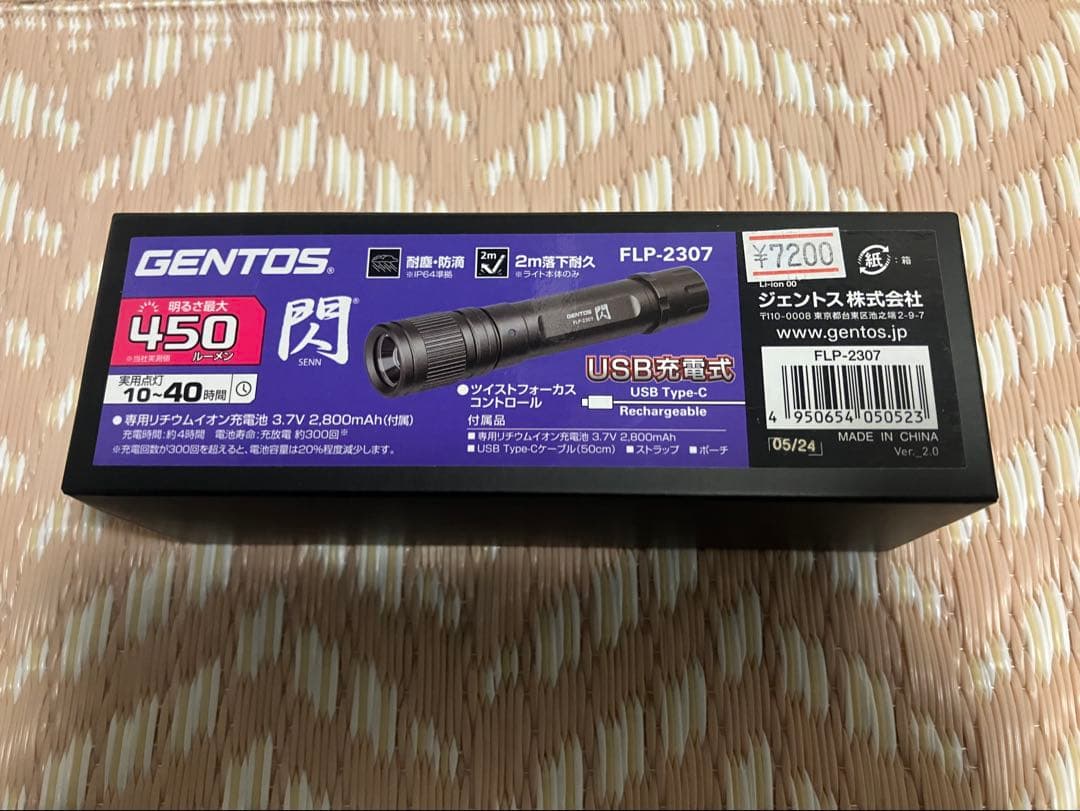 GENTOS®
耐塵・防滴
※IP64準拠
2m
2m落下耐久
※ライト本体のみ
FLP-2307
明るさ最大
450
ルーメン
※当社実測値
閃®
SENN
実用点灯
10〜40時間
GENTOS
FLP-2307
閃
USB充電式
USB Type-C
Rechargeable
●ツイストフォーカス
コントロール
●専用リチウムイオン充電池 3.7V 2,800mAh(付属)
充電時間:約4時間 電池寿命:充放電 約300回※
※充電回数が300回を超えると、電池容量は20%程度減少します。
付属品
■専用リチウムイオン充電池 3.7V 2,800mAh
■USB Type-Cケーブル(50cm) ■ストラップ ■ポーチ
¥7200
紙:箱
Li-ion 00
ジェントス株式会社
〒110-0008 東京都台東区池之端2-9-7
www.gentos.jp
FLP-2307
4 950654 050523
05/24
MADE IN CHINA
Ver._2.0